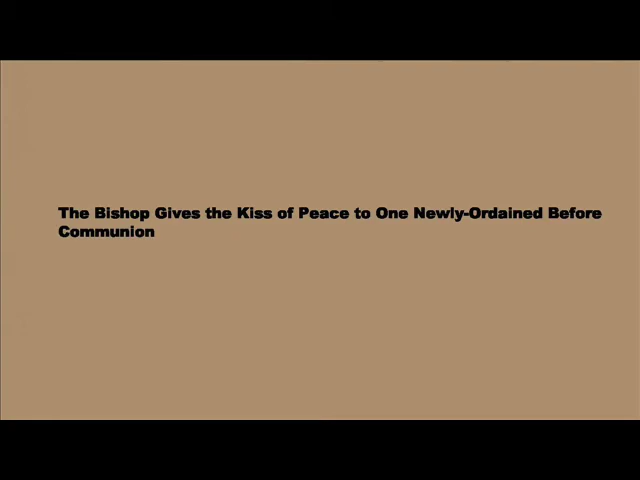 The Bishop Gives the Kiss of Peace to One Newly-Ordained Before
Communion